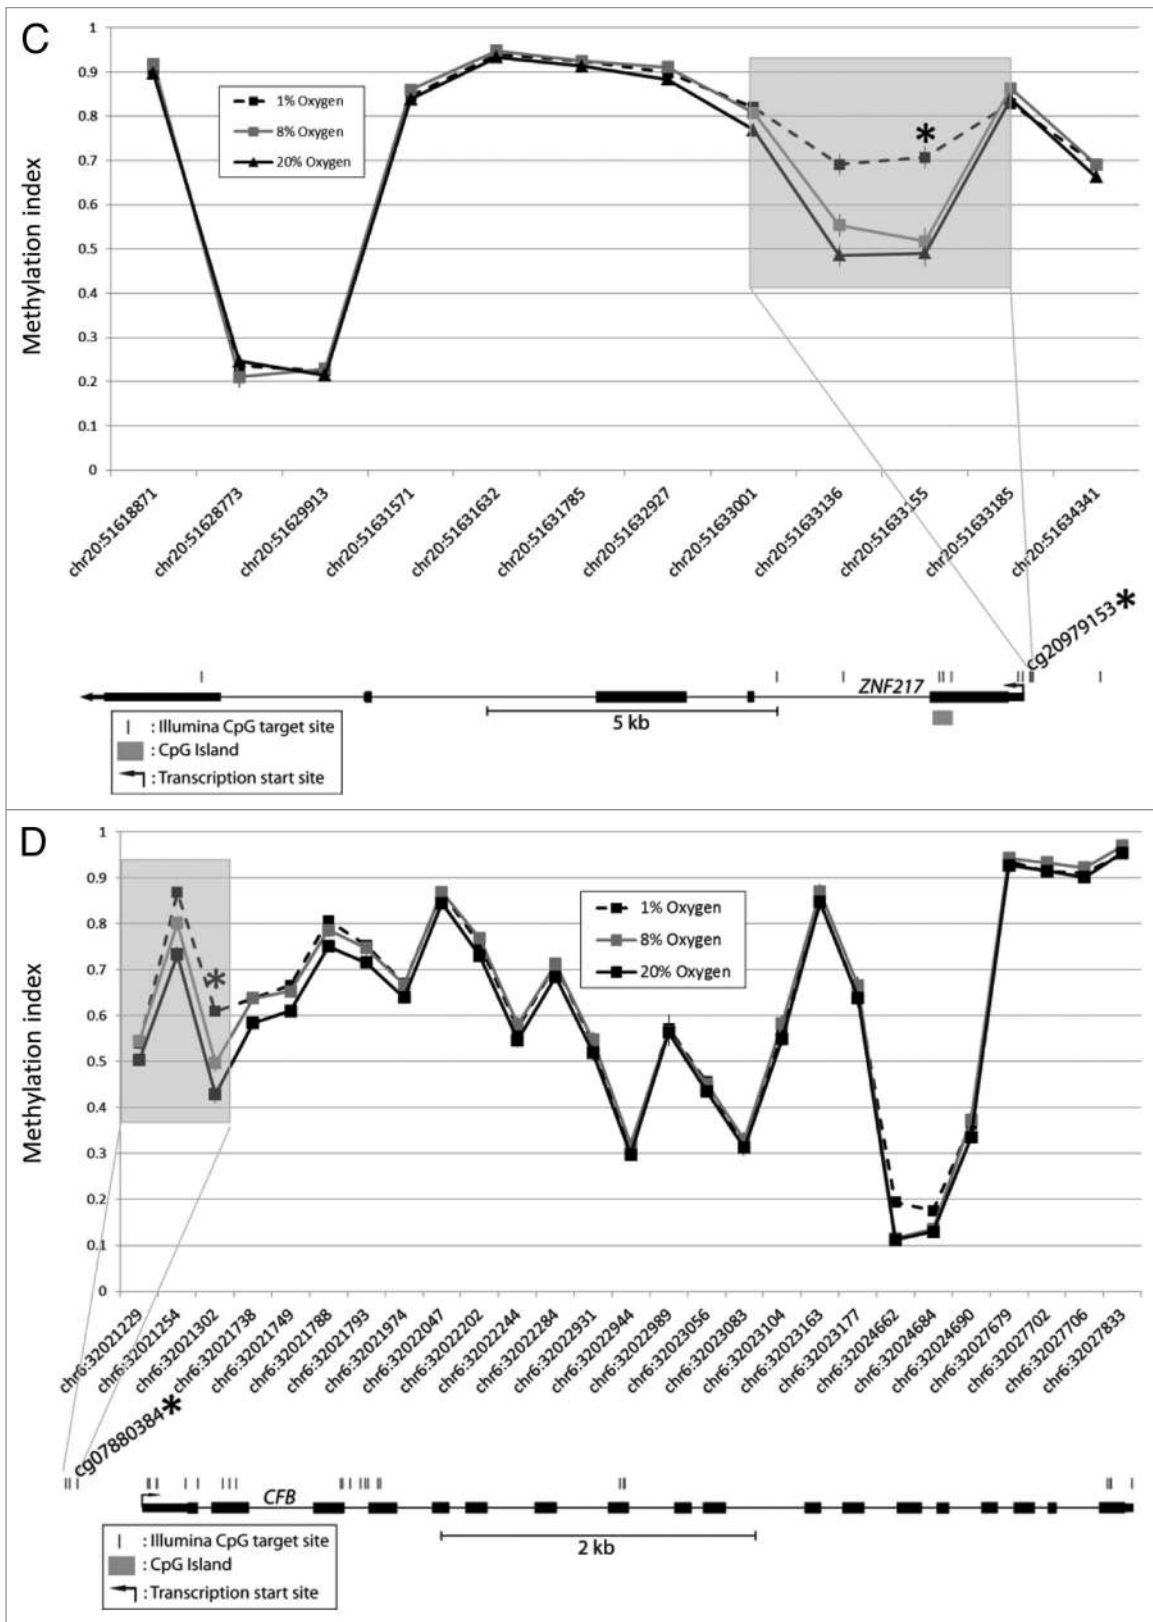 C
Methylation index
1
0.9
0.8
0.7
0.6
0.5
0.4
0.3
0.2
0.1
0
1% Oxygen
8% Oxygen
20% Oxygen
*
chr20:51618871
chr20:51628773
chr20:51629913
chr20:51631571
chr20:51631632
chr20:51631785
chr20:51632927
chr20:51633001
chr20:51633136
chr20:51633155
chr20:51633185
chr20:51634341
cg20979153*
ZNF217
5 kb
| : Illumina CpG target site
: CpG Island
: Transcription start site
D
Methylation index
1
0.9
0.8
0.7
0.6
0.5
0.4
0.3
0.2
0.1
0
1% Oxygen
8% Oxygen
20% Oxygen
*
chr6:32021229
chr6:32021254
chr6:32021302
chr6:32021738
chr6:32021749
chr6:32021788
chr6:32021793
chr6:32021974
chr6:32022047
chr6:32022202
chr6:32022244
chr6:32022284
chr6:32022931
chr6:32022944
chr6:32022989
chr6:32023056
chr6:32023083
chr6:32023104
chr6:32023163
chr6:32023177
chr6:32024662
chr6:32024684
chr6:32024690
chr6:32027679
chr6:32027702
chr6:32027706
chr6:32027833
cg07880384*
CFB
2 kb
| : Illumina CpG target site
: CpG Island
: Transcription start site